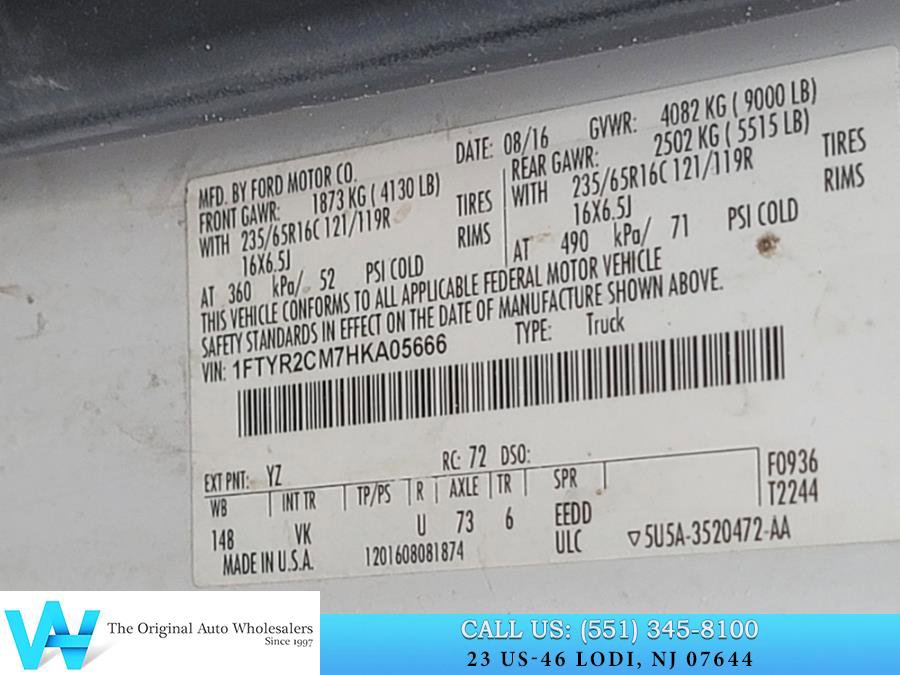 MFD. BY FORD MOTOR CO.
DATE: 08/16 GVWR: 4082 KG ( 9000 LB)
FRONT GAWR: 1873 KG ( 4130 LB)
WITH 235/65R16C 121/119R TIRES
16X6.5J RIMS
AT 360 kPa/ 52 PSI COLD
REAR GAWR: 2502 KG ( 5515 LB)
WITH 235/65R16C 121/119R TIRES
16X6.5J RIMS
AT 490 kPa/ 71 PSI COLD
THIS VEHICLE CONFORMS TO ALL APPLICABLE FEDERAL MOTOR VEHICLE
SAFETY STANDARDS IN EFFECT ON THE DATE OF MANUFACTURE SHOWN ABOVE.
VIN: 1FTYR2CM7HKA05666 TYPE: Truck
EXT PNT: YZ RC: 72 DSO:
WB INT TR TP/PS R AXLE TR SPR
148 VK U 73 6 EEDD
F0936
T2244
MADE IN U.S.A. 1201608081874 ULC ▽5U5A-3520472-AA
The Original Auto Wholesalers
Since 1997
CALL US: (551) 345-8100
23 US-46 LODI, NJ 07644